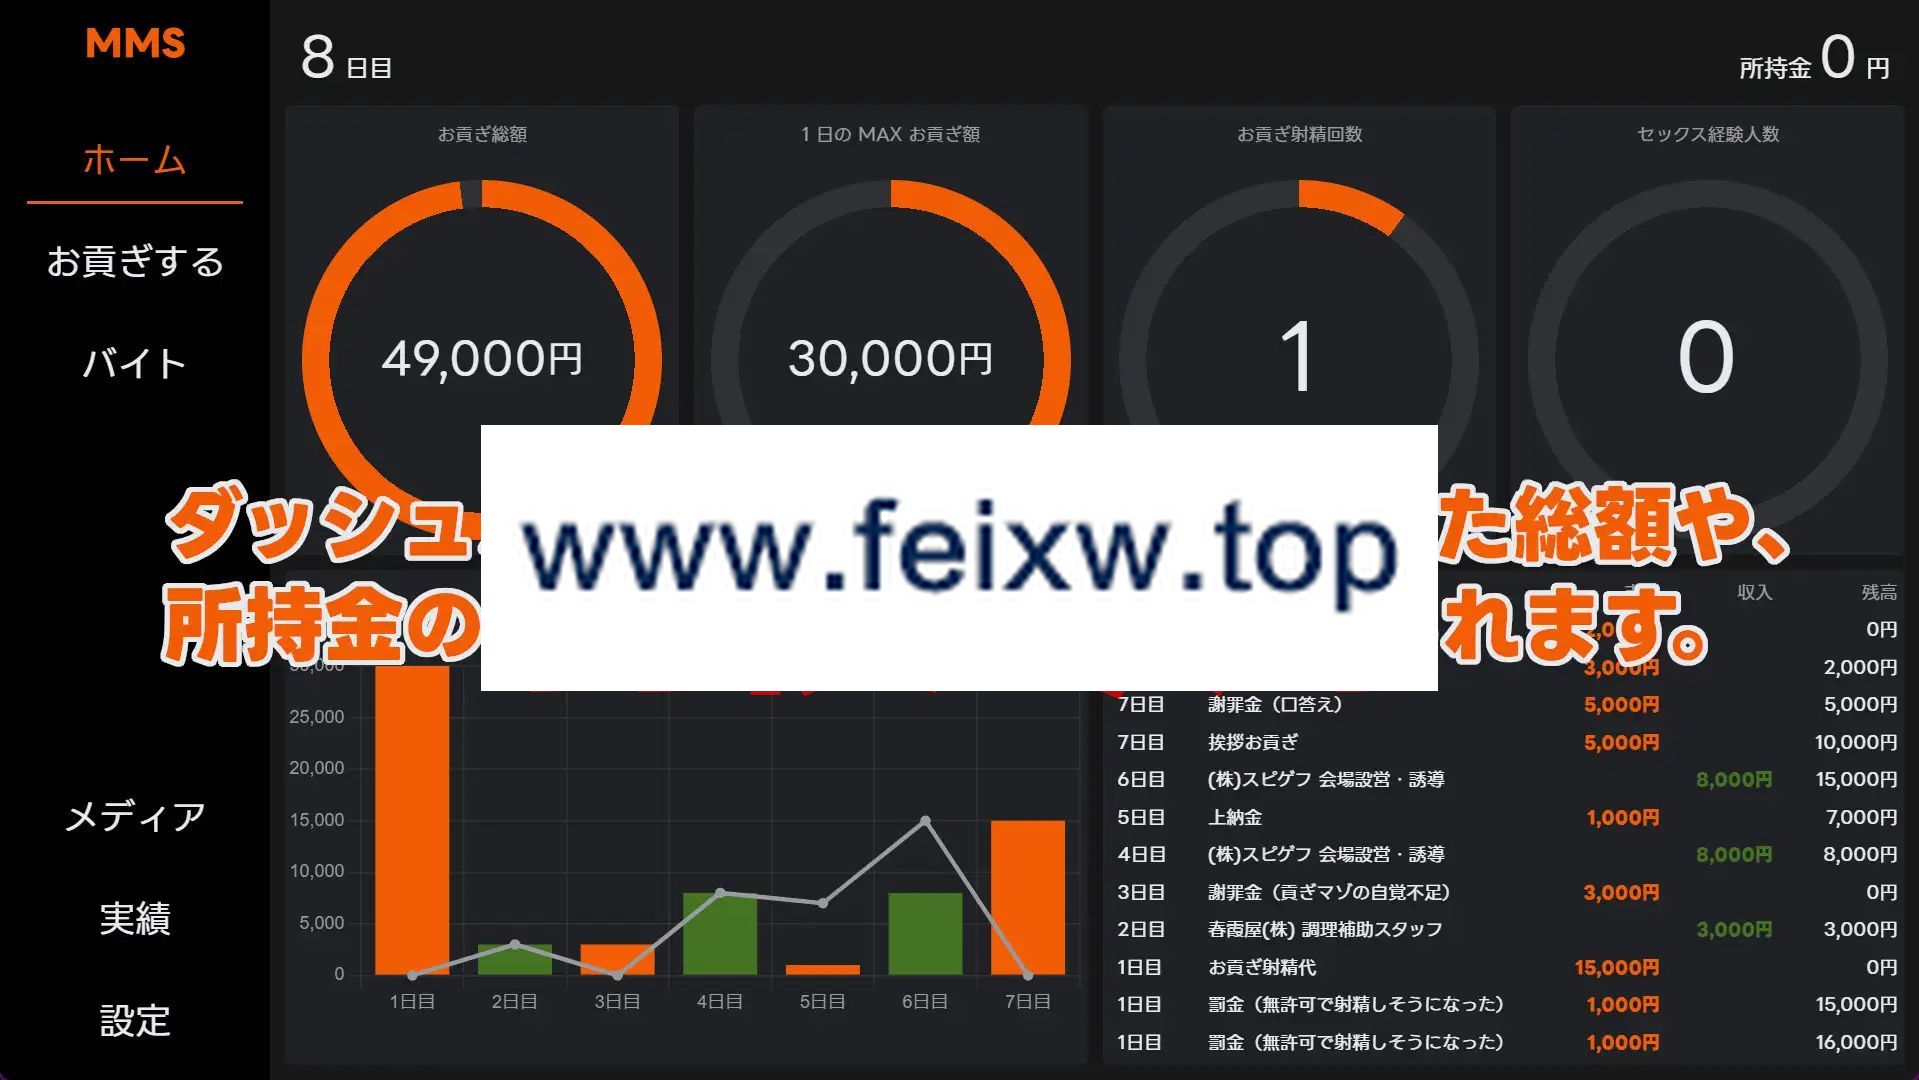 MMS
ホーム
お貢ぎする
バイト
メディア
実績
設定
8 日目
所持金 0 円
お貢ぎ総額
49,000円
1 日の MAX お貢ぎ額
30,000円
お貢ぎ射精回数
1
セックス経験人数
0
ダッシュ
た総額や、
所持金の
れます。
www.feixw.top
25,000
20,000
15,000
10,000
5,000
0
1日目 2日目 3日目 4日目 5日目 6日目 7日目
収入 残高
0円
3,000円 2,000円
7日目 謝罪金（口答え） 5,000円 5,000円
7日目 挨拶お貢ぎ 5,000円 10,000円
6日目 (株)スピゲフ 会場設営・誘導 8,000円 15,000円
5日目 上納金 1,000円 7,000円
4日目 (株)スピゲフ 会場設営・誘導 8,000円 8,000円
3日目 謝罪金（貢ぎマゾの自覚不足） 3,000円 0円
2日目 春霞屋(株) 調理補助スタッフ 3,000円 3,000円
1日目 お貢ぎ射精代 15,000円 0円
1日目 罰金（無許可で射精しそうになった） 1,000円 15,000円
1日目 罰金（無許可で射精しそうになった） 1,000円 16,000円